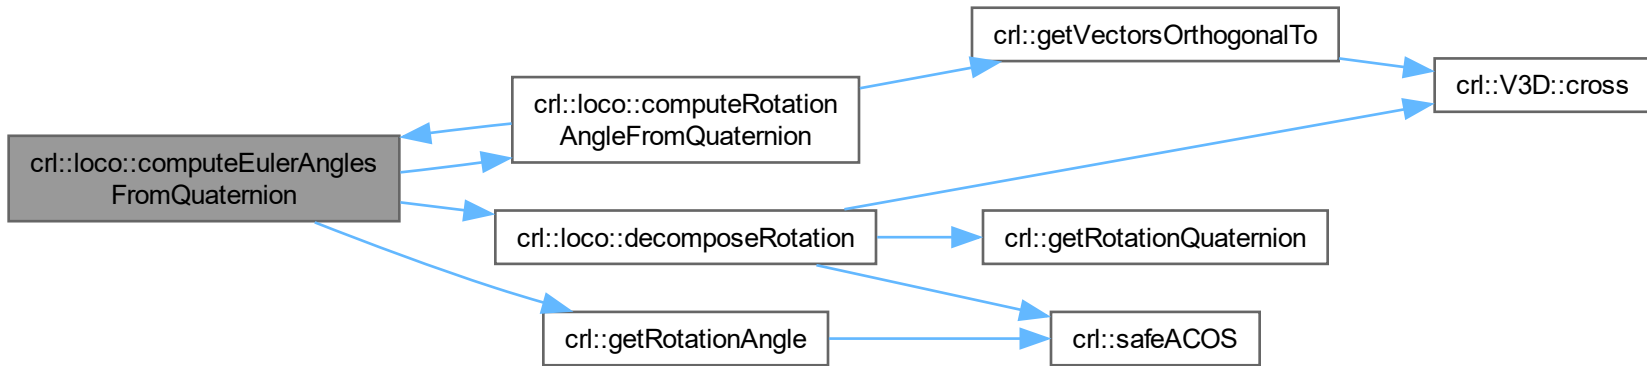 crl::getVectorsOrthogonalTo
crl::V3D::cross
crl::loco::computeRotation
AngleFromQuaternion
crl::loco::computeEulerAngles
FromQuaternion
crl::loco::decomposeRotation
crl::getRotationQuaternion
crl::getRotationAngle
crl::safeACOS